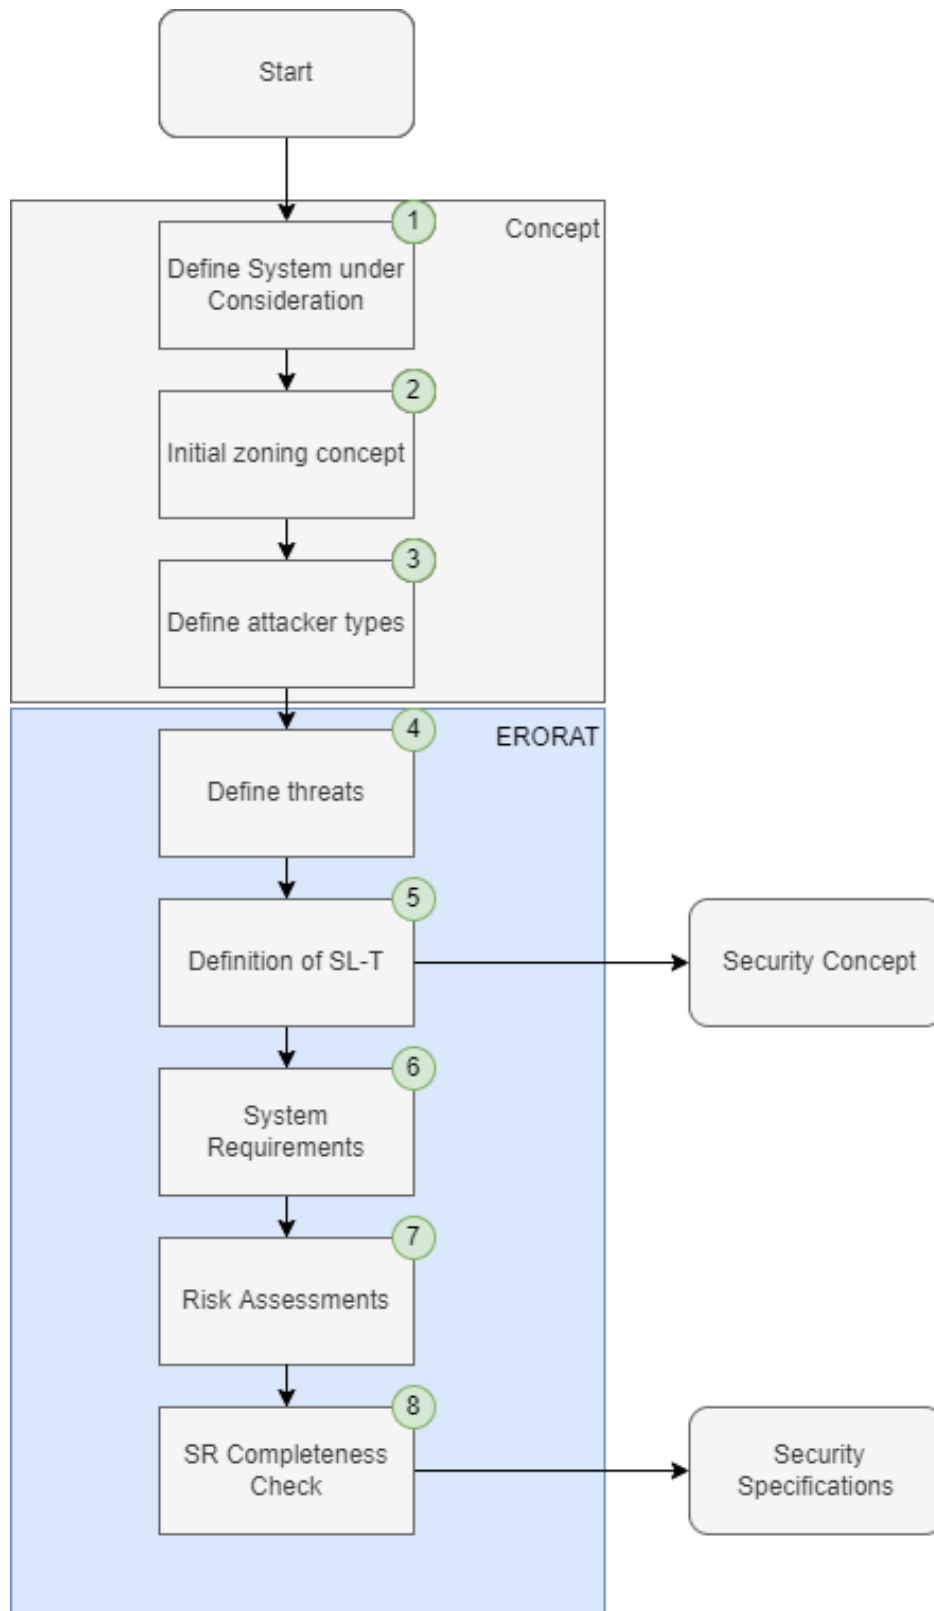 Start
Concept
1
Define System under
Consideration
2
Initial zoning concept
3
Define attacker types
ERORAT
4
Define threats
5
Definition of SL-T
Security Concept
6
System
Requirements
7
Risk Assessments
8
SR Completeness
Check
Security
Specifications